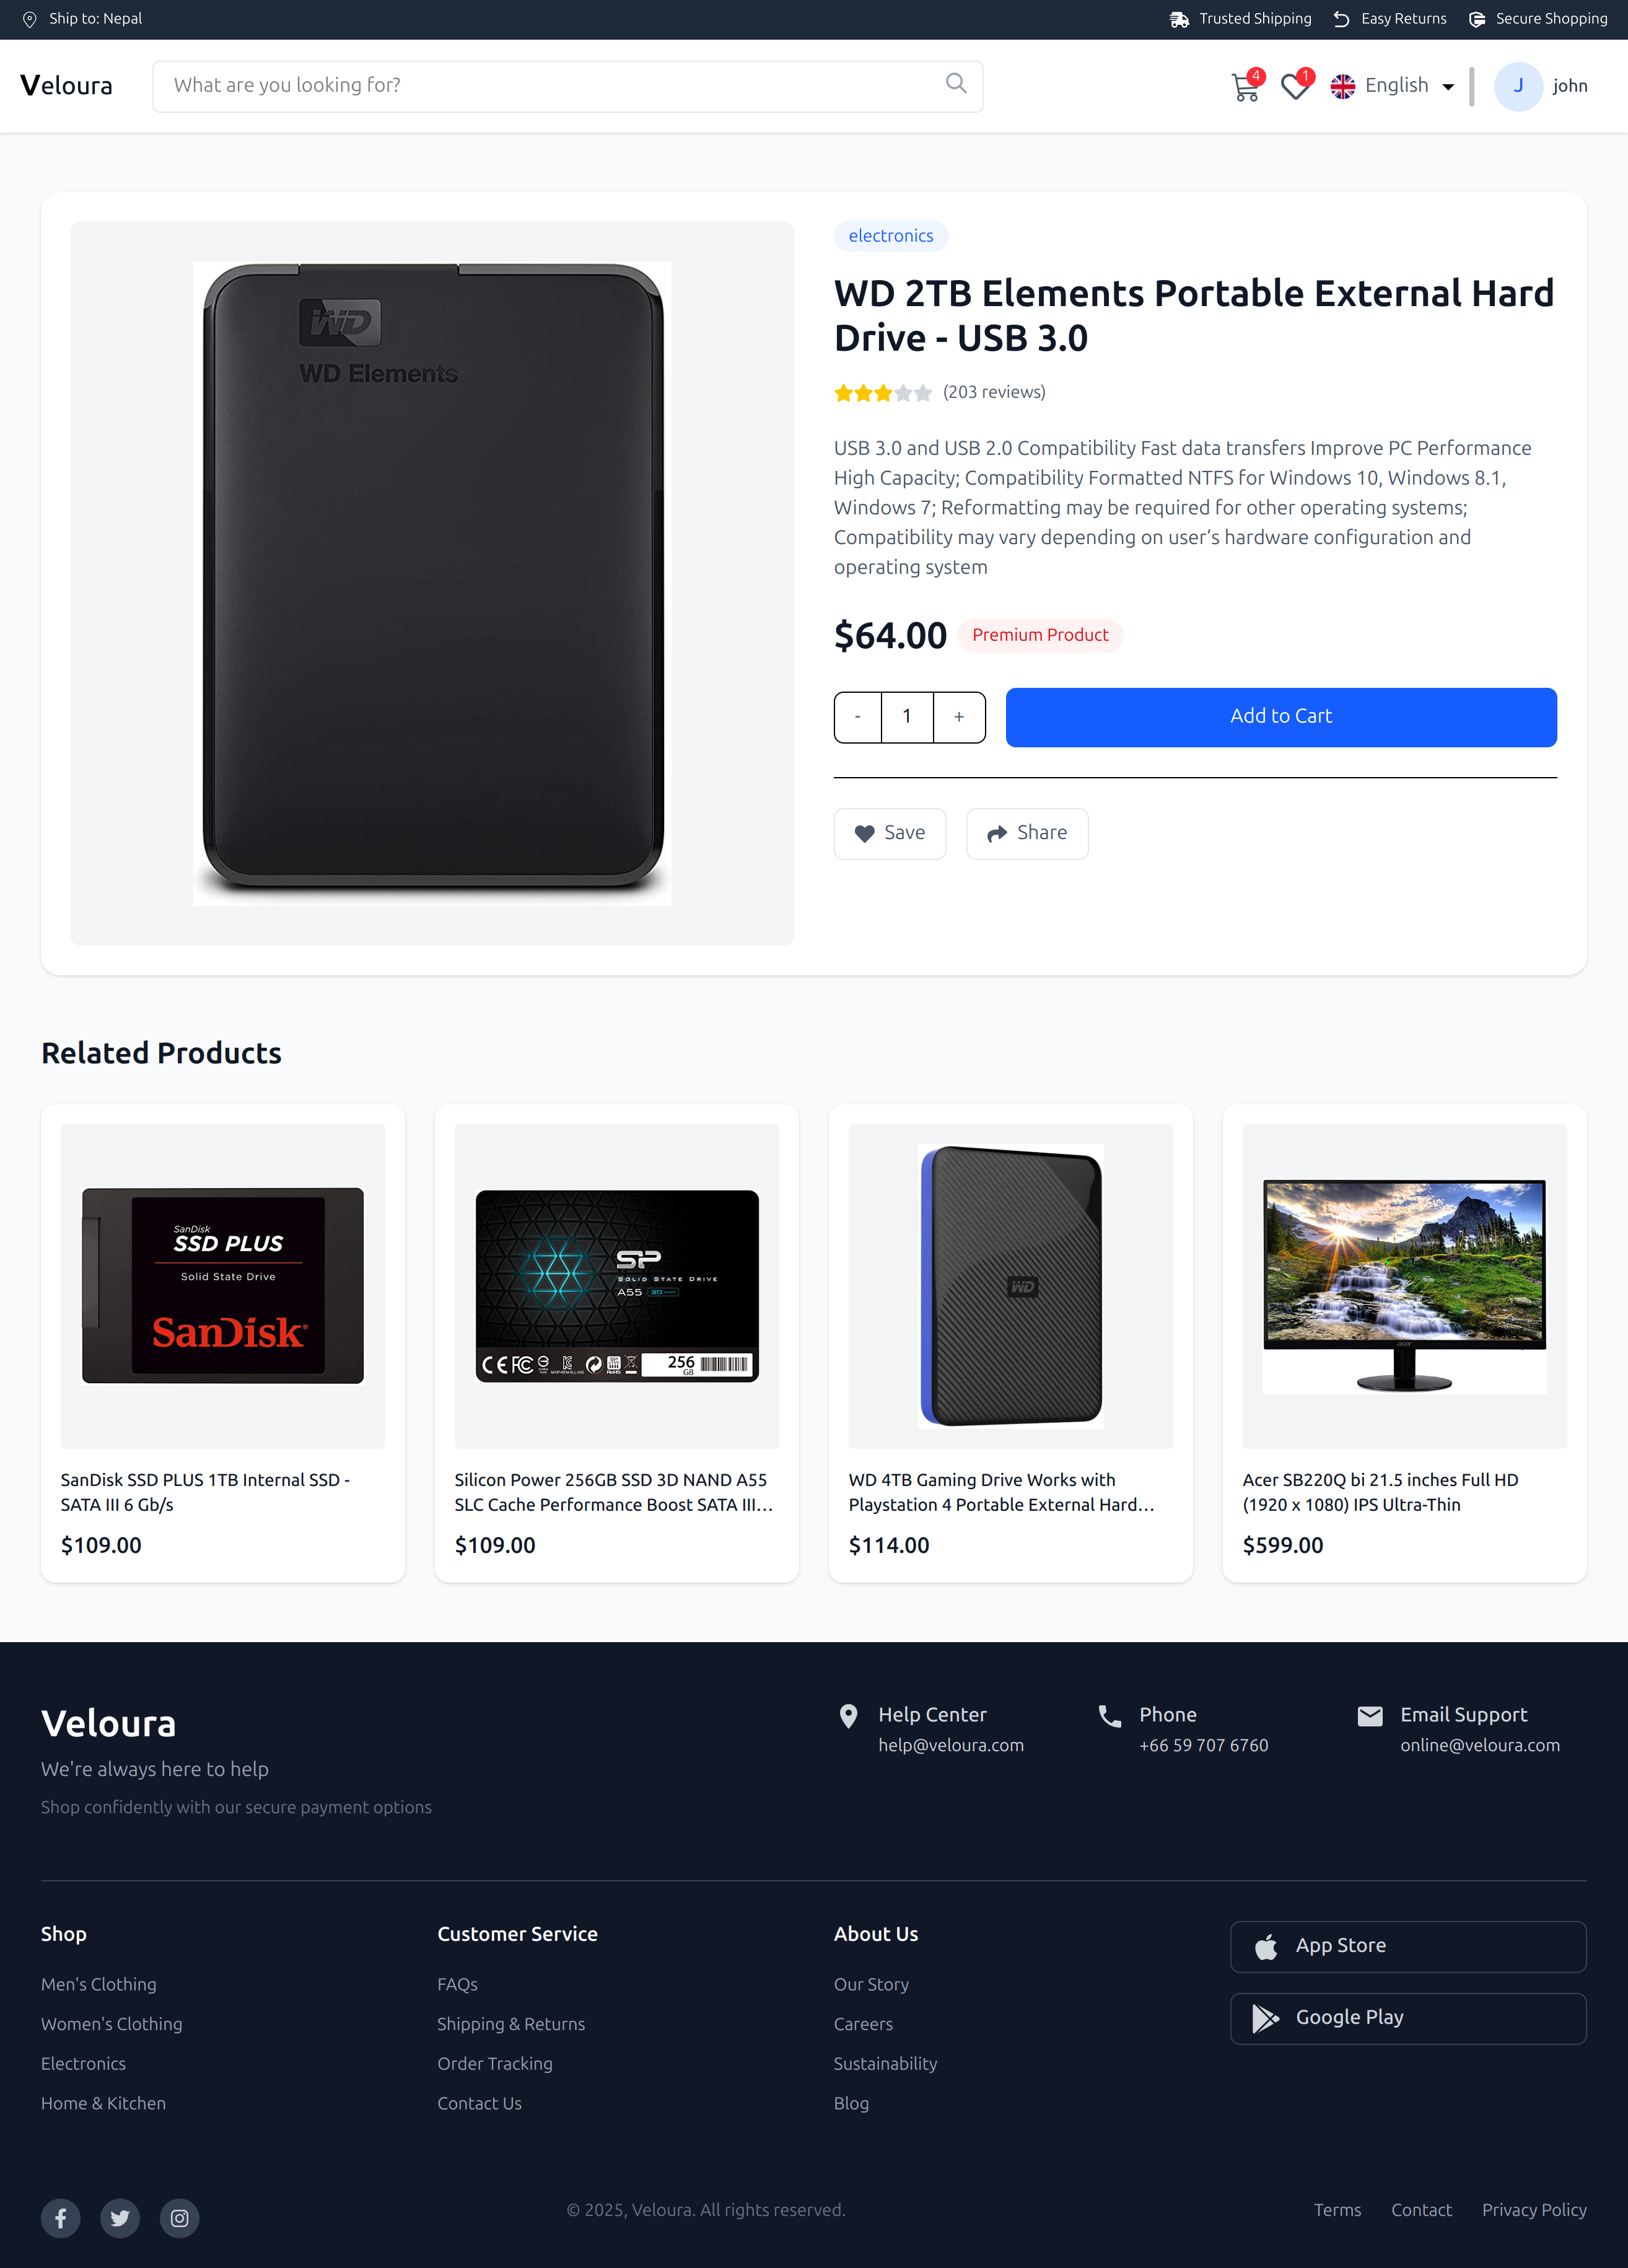 Ship to: Nepal
Trusted Shipping
Easy Returns
Secure Shopping
Veloura
What are you looking for?
4
1
English
J
john
WD
WD Elements
electronics
WD 2TB Elements Portable External Hard
Drive - USB 3.0
(203 reviews)
USB 3.0 and USB 2.0 Compatibility Fast data transfers Improve PC Performance
High Capacity; Compatibility Formatted NTFS for Windows 10, Windows 8.1,
Windows 7; Reformatting may be required for other operating systems;
Compatibility may vary depending on user’s hardware configuration and
operating system
$64.00
Premium Product
- 1 +
Add to Cart
Save
Share
Related Products
SanDisk
SSD PLUS
Solid State Drive
SanDisk
SP
SOLID STATE DRIVE
A55
256
GB
WD
acer
SanDisk SSD PLUS 1TB Internal SSD -
SATA III 6 Gb/s
$109.00
Silicon Power 256GB SSD 3D NAND A55
SLC Cache Performance Boost SATA III...
$109.00
WD 4TB Gaming Drive Works with
Playstation 4 Portable External Hard...
$114.00
Acer SB220Q bi 21.5 inches Full HD
(1920 x 1080) IPS Ultra-Thin
$599.00
Veloura
We're always here to help
Shop confidently with our secure payment options
Help Center
help@veloura.com
Phone
+66 59 707 6760
Email Support
online@veloura.com
Shop
Men's Clothing
Women's Clothing
Electronics
Home & Kitchen
Customer Service
FAQs
Shipping & Returns
Order Tracking
Contact Us
About Us
Our Story
Careers
Sustainability
Blog
App Store
Google Play
© 2025, Veloura. All rights reserved.
Terms
Contact
Privacy Policy